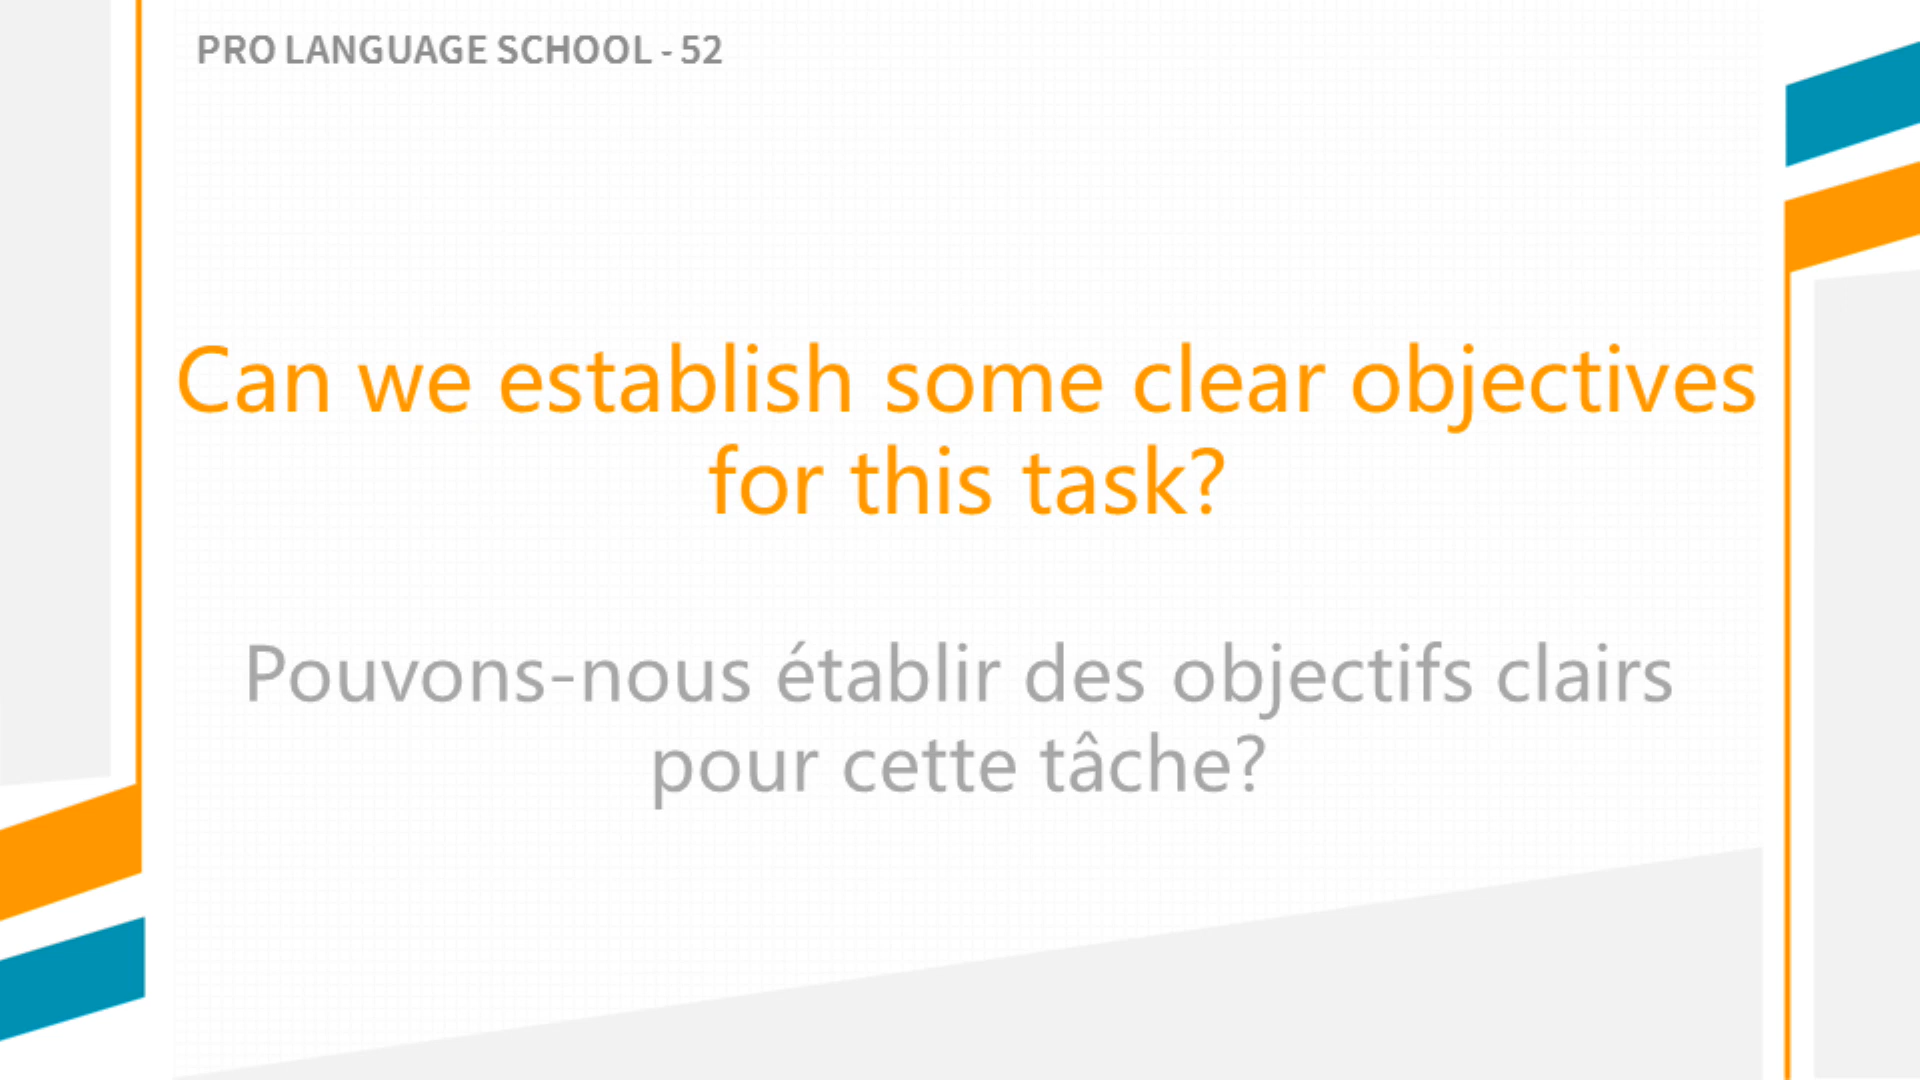 PRO LANGUAGE SCHOOL - 52
Can we establish some clear objectives
for this task?
Pouvons-nous établir des objectifs clairs
pour cette tâche?